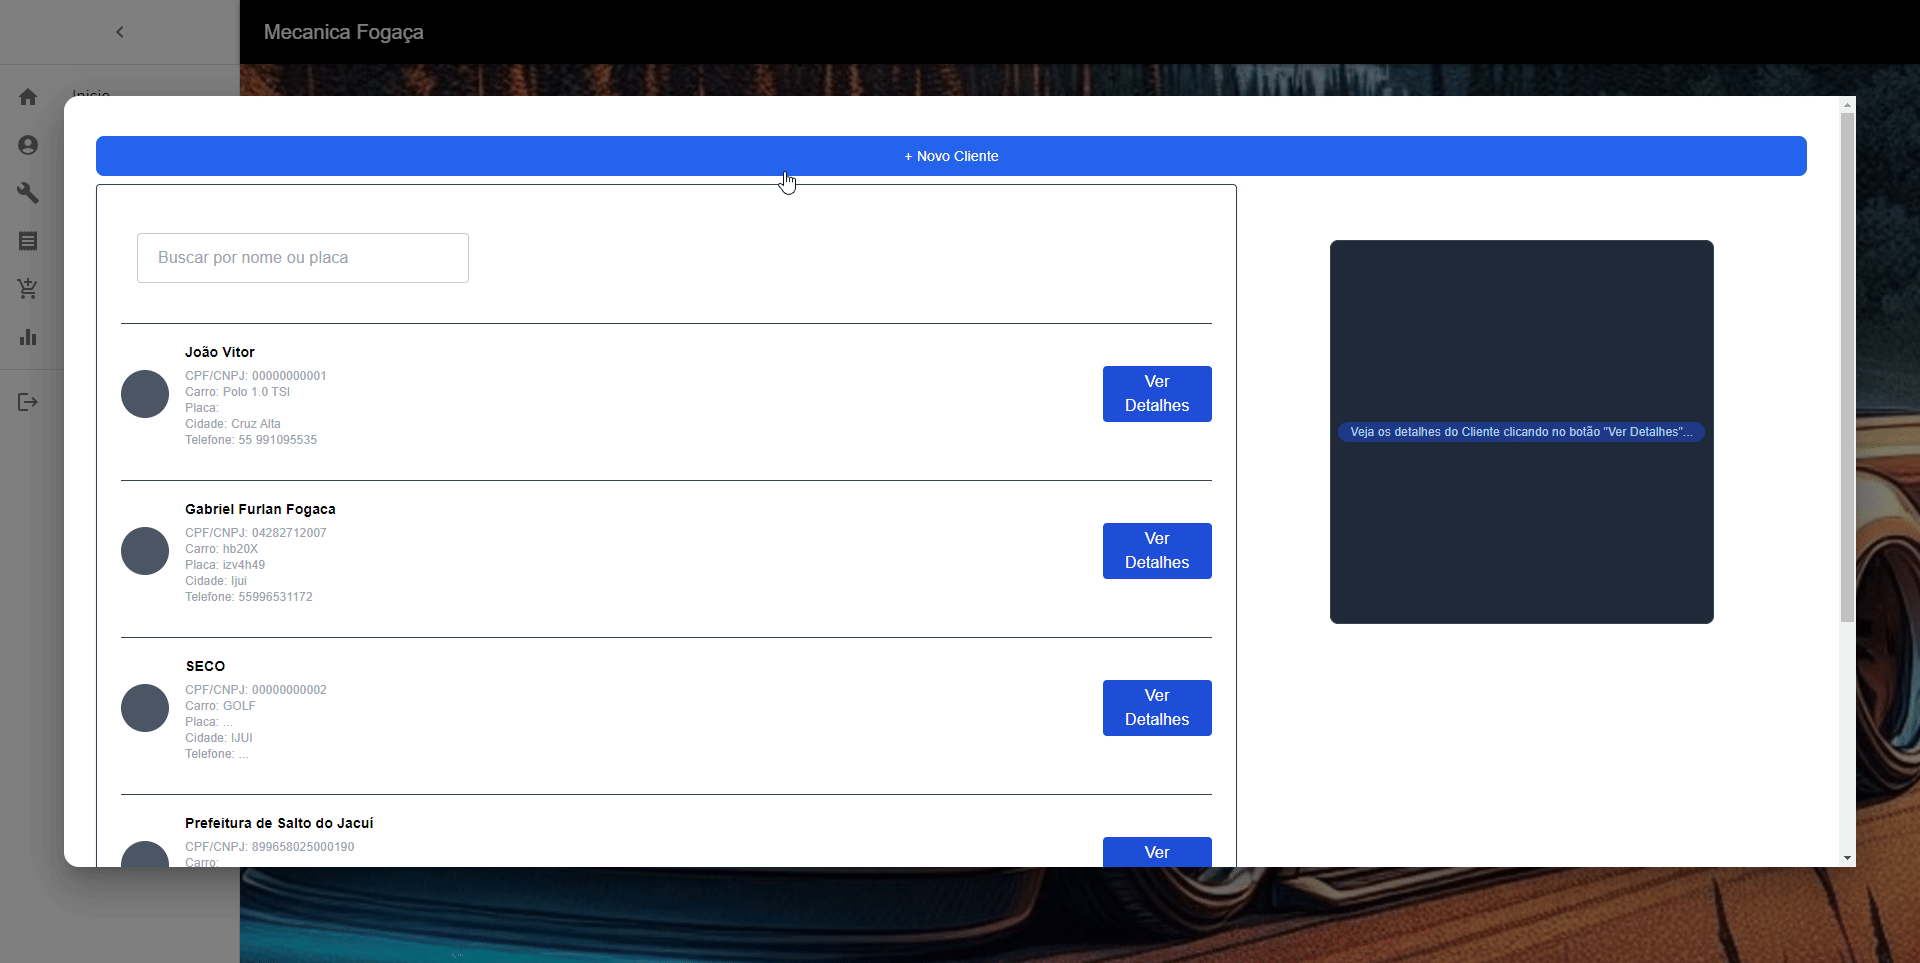 Mecanica Fogaça
Inicio
+ Novo Cliente
Buscar por nome ou placa
João Vitor
CPF/CNPJ: 00000000001
Carro: Polo 1.0 TSI
Placa:
Cidade: Cruz Alta
Telefone: 55 991095535
Ver
Detalhes
Gabriel Furlan Fogaca
CPF/CNPJ: 04282712007
Carro: hb20X
Placa: izv4h49
Cidade: Ijui
Telefone: 55996531172
Ver
Detalhes
SECO
CPF/CNPJ: 00000000002
Carro: GOLF
Placa: ...
Cidade: IJUI
Telefone: ...
Ver
Detalhes
Prefeitura de Salto do Jacuí
CPF/CNPJ: 899658025000190
Carro:
Ver
Veja os detalhes do Cliente clicando no botão "Ver Detalhes"...